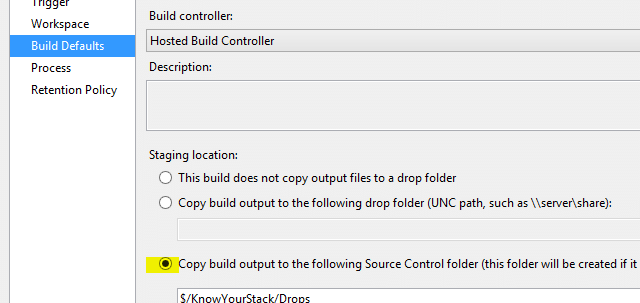 Trigger
Workspace
Build Defaults
Process
Retention Policy
Build controller:
Hosted Build Controller
Description:
Staging location:
This build does not copy output files to a drop folder
Copy build output to the following drop folder (UNC path, such as \\server\share):
Copy build output to the following Source Control folder (this folder will be created if it
$/KnowYourStack/Drops